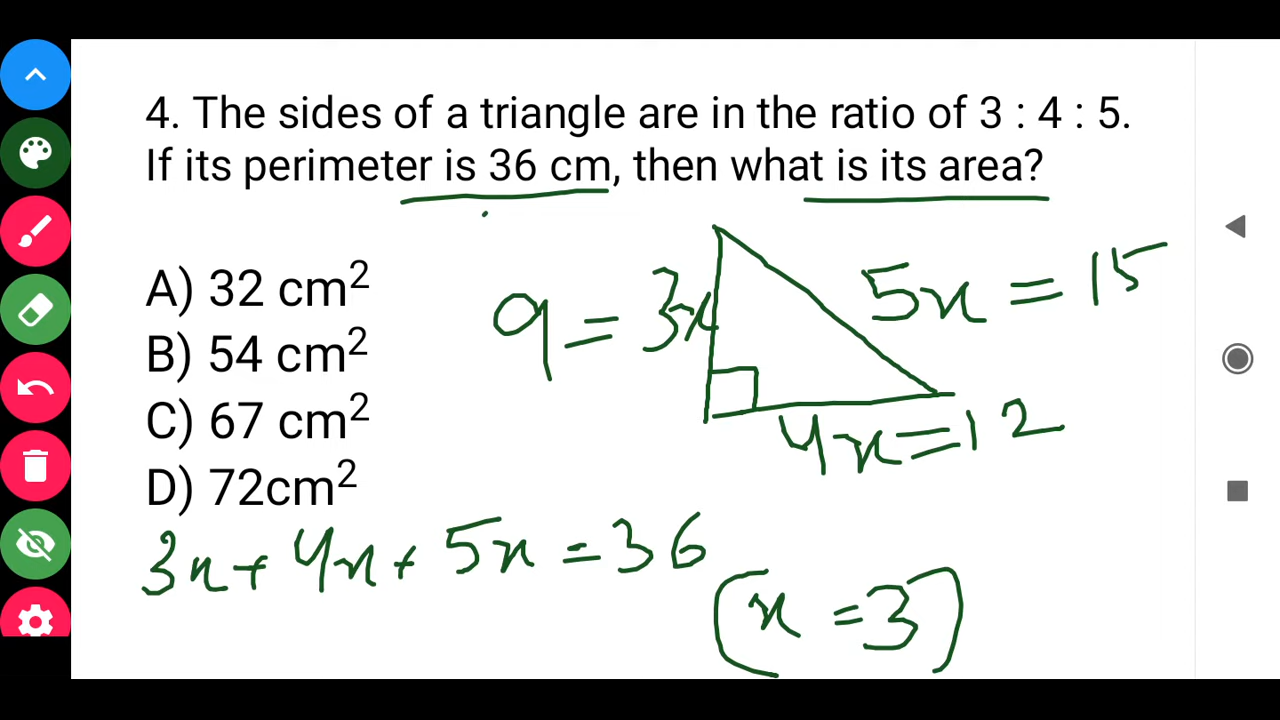 4. The sides of a triangle are in the ratio of 3 : 4 : 5.
If its perimeter is 36 cm, then what is its area?
A) 32 cm²
B) 54 cm²
C) 67 cm²
D) 72cm²
9 = 3x
5x = 15
4x = 12
3x + 4x + 5x = 36
(x = 3)